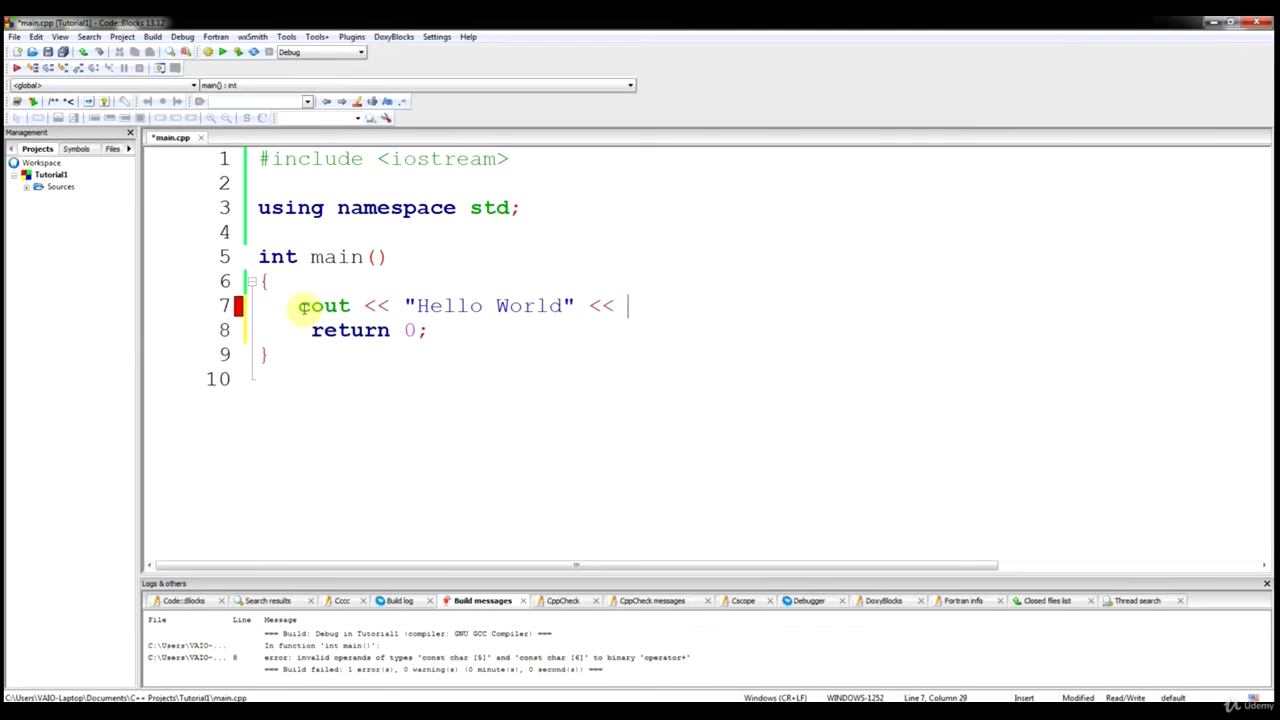 *main.cpp [Tutorial1] - Code::Blocks 13.12
File Edit View Search Project Build Debug Fortran wxSmith Tools Tools+ Plugins DoxyBlocks Settings Help
Debug
<global> main() : int
/** *<
S C
Management
*main.cpp
Projects Symbols Files
Workspace
Tutorial1
Sources
1 #include <iostream>
2
3 using namespace std;
4
5 int main()
6 {
7 cout << "Hello World" <<
8 return 0;
9 }
10
Logs & others
Code::Blocks Search results Cccc Build log Build messages CppCheck CppCheck messages Cscope Debugger DoxyBlocks Fortran info Closed files list Thread search
File Line Message
=== Build: Debug in Tutorial1 (compiler: GNU GCC Compiler) ===
C:\Users\VAIO-... In function 'int main()':
C:\Users\VAIO-... 8 error: invalid operands of types 'const char [5]' and 'const char [6]' to binary 'operator+'
=== Build failed: 1 error(s), 0 warning(s) (0 minute(s), 0 second(s)) ===
C:\Users\VAIO-Laptop\Documents\C++ Projects\Tutorial1\main.cpp Windows (CR+LF) WINDOWS-1252 Line 7, Column 29 Insert Modified Read/Write default
Udemy